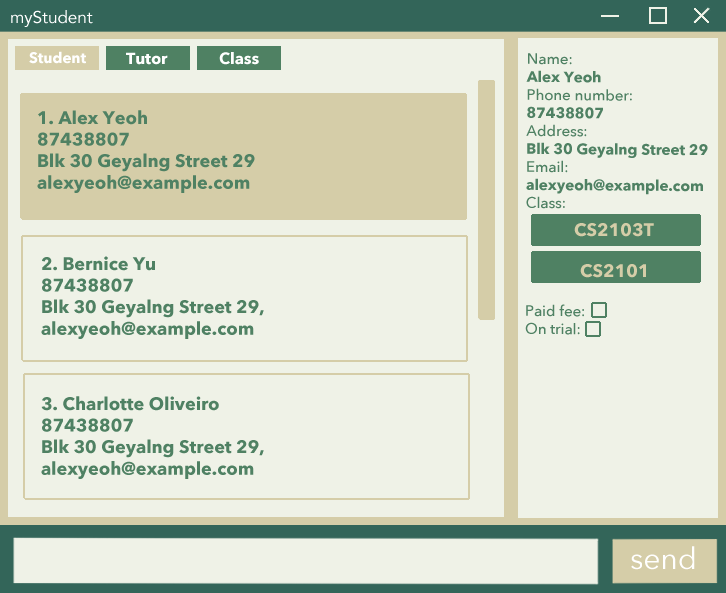 myStudent
Student
Tutor
Class
1. Alex Yeoh
87438807
Blk 30 Geyalng Street 29
alexyeoh@example.com
2. Bernice Yu
87438807
Blk 30 Geyalng Street 29,
alexyeoh@example.com
3. Charlotte Oliveiro
87438807
Blk 30 Geyalng Street 29,
alexyeoh@example.com
Name:
Alex Yeoh
Phone number:
87438807
Address:
Blk 30 Geyalng Street 29
Email:
alexyeoh@example.com
Class:
CS2103T
CS2101
Paid fee:
On trial:
send